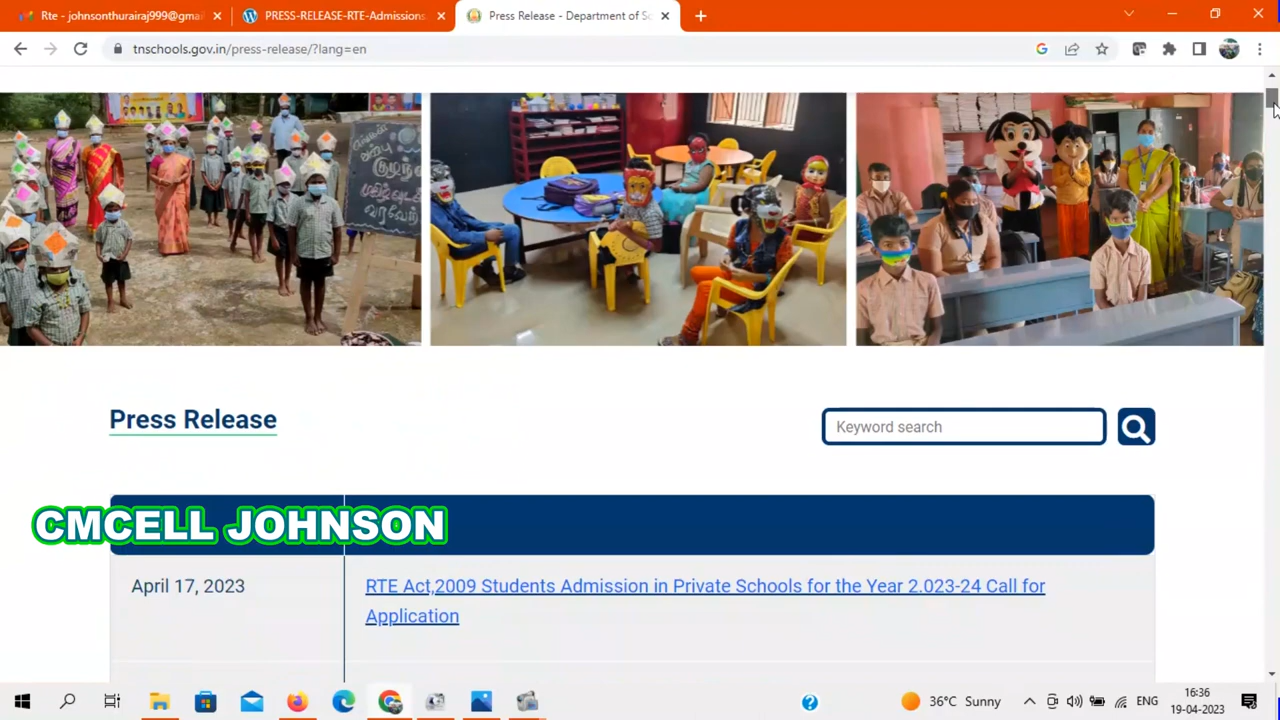 Rte - johnsonthurairaj999@gmai
PRESS-RELEASE-RTE-Admissions
Press Release - Department of Sc
tnschools.gov.in/press-release/?lang=en
Press Release
Keyword search
CMCELL JOHNSON
April 17, 2023
RTE Act,2009 Students Admission in Private Schools for the Year 2.023-24 Call for
Application
36°C Sunny
ENG
16:36
19-04-2023